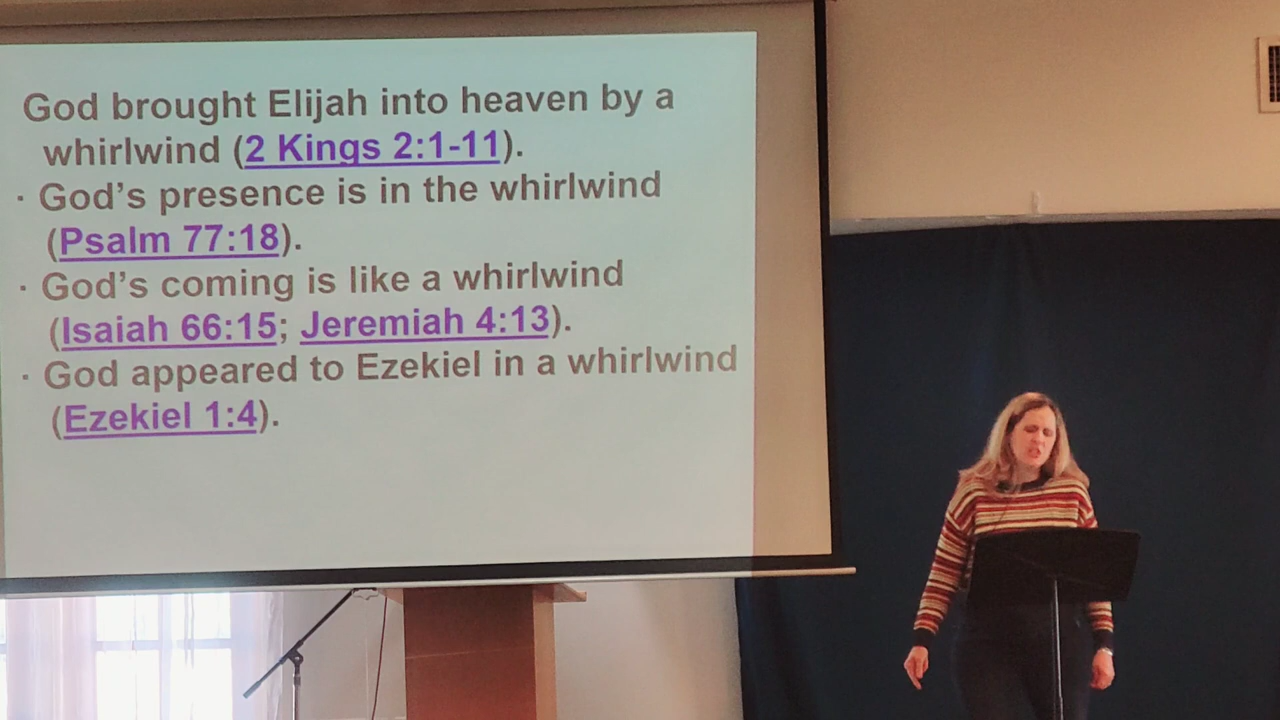 God brought Elijah into heaven by a
whirlwind (2 Kings 2:1-11).
· God’s presence is in the whirlwind
(Psalm 77:18).
· God’s coming is like a whirlwind
(Isaiah 66:15; Jeremiah 4:13).
· God appeared to Ezekiel in a whirlwind
(Ezekiel 1:4).